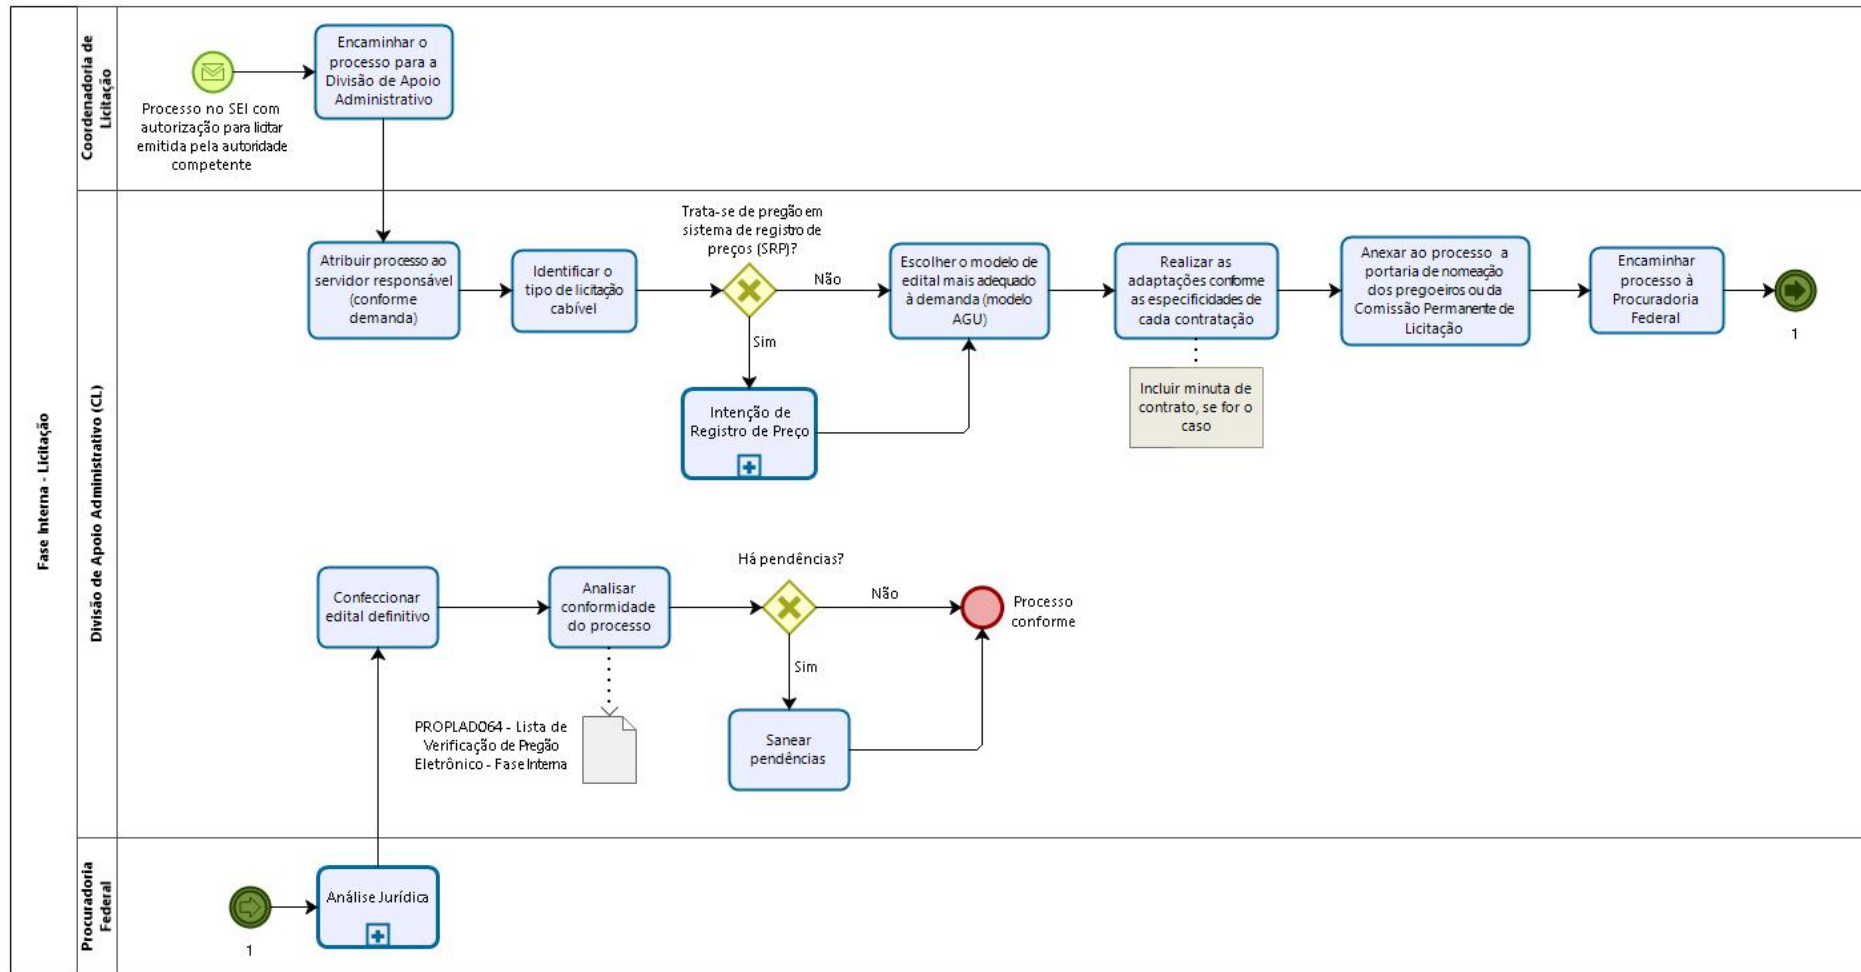 Fase Interna - Licitação
Coordenadoria de
Licitação
Processo no SEI com
autorização para licitar
emitida pela autoridade
competente
Encaminhar o
processo para a
Divisão de Apoio
Administrativo
Divisão de Apoio Administrativo (CL)
Atribuir processo ao
servidor responsável
(conforme
demanda)
Identificar o
tipo de licitação
cabível
Trata-se de pregão em
sistema de registro de
preços (SRP)?
Não
Sim
Intenção de
Registro de Preço
Escolher o modelo de
edital mais adequado
à demanda (modelo
AGU)
Realizar as
adaptações conforme
as especificidades de
cada contratação
Incluir minuta de
contrato, se for o
caso
Anexar ao processo a
portaria de nomeação
dos pregoeiros ou da
Comissão Permanente de
Licitação
Encaminhar
processo à
Procuradoria
Federal
1
Confeccionar
edital definitivo
Analisar
conformidade
do processo
PROPLAD064 - Lista de
Verificação de Pregão
Eletrônico - Fase Interna
Há pendências?
Não
Sim
Sanear
pendências
Processo
conforme
Procuradoria
Federal
1
Análise Jurídica